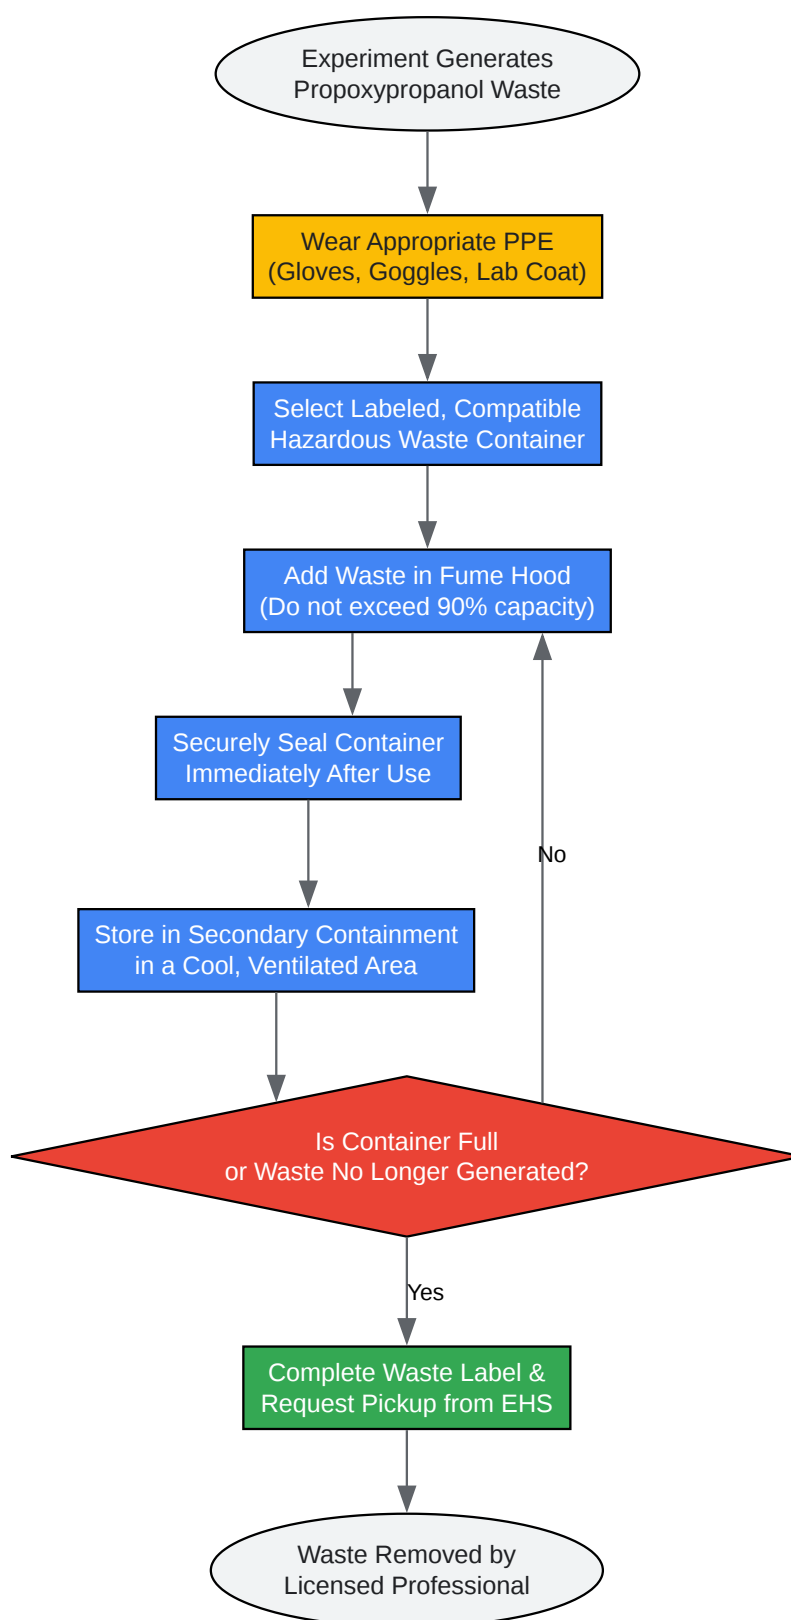 Experiment Generates
Propoxypropanol Waste
Wear Appropriate PPE
(Gloves, Goggles, Lab Coat)
Select Labeled, Compatible
Hazardous Waste Container
Add Waste in Fume Hood
(Do not exceed 90% capacity)
Securely Seal Container
Immediately After Use
No
Store in Secondary Containment
in a Cool, Ventilated Area
Is Container Full
or Waste No Longer Generated?
Yes
Complete Waste Label &
Request Pickup from EHS
Waste Removed by
Licensed Professional